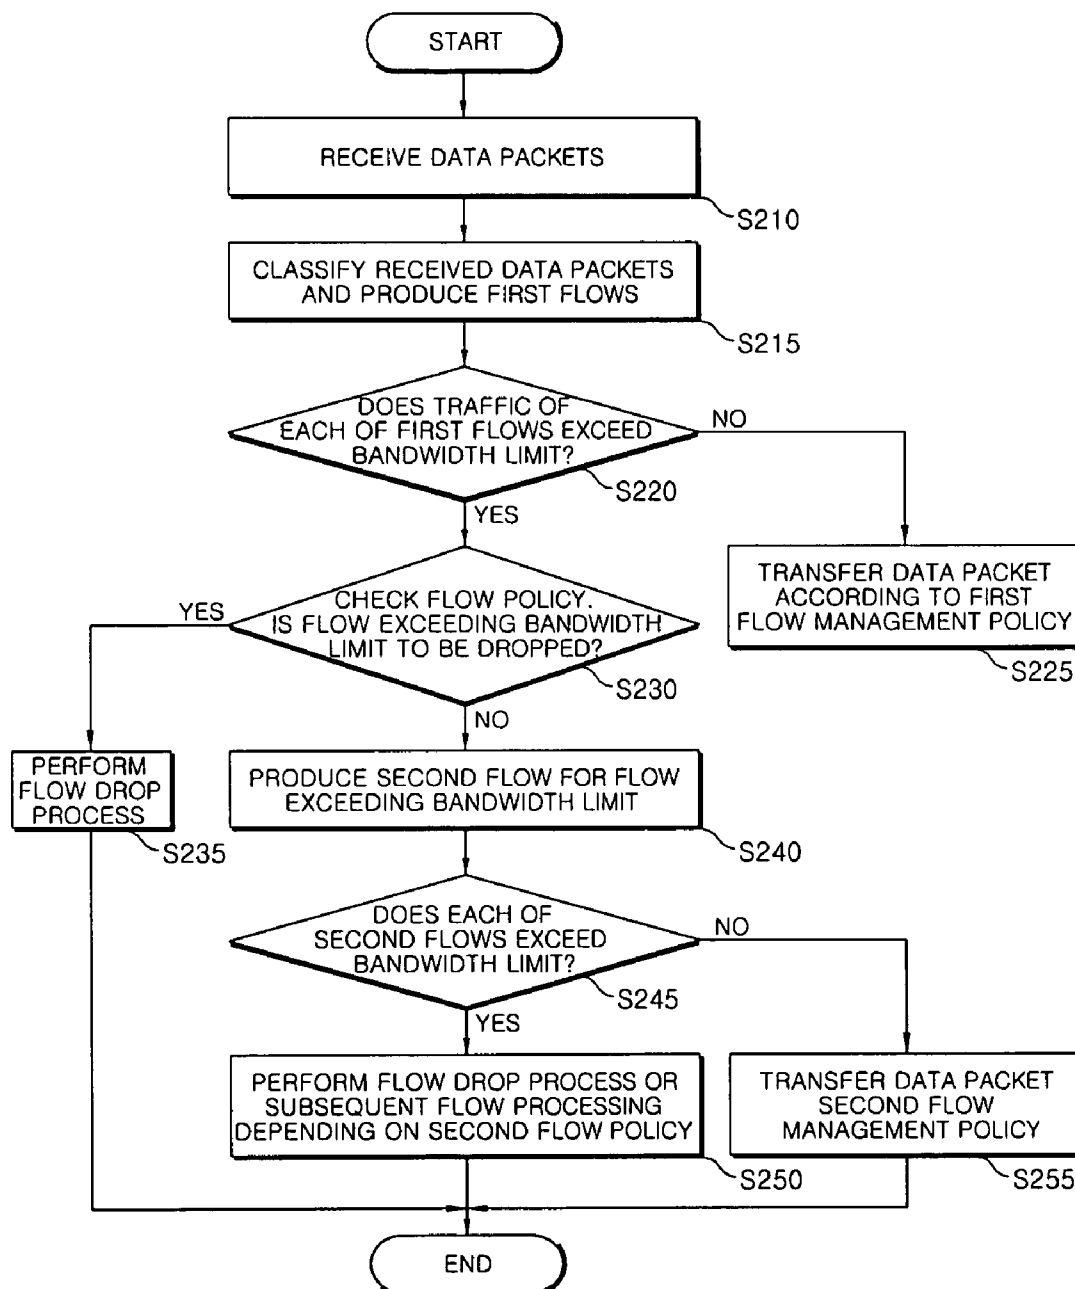 START
RECEIVE DATA PACKETS
S210
CLASSIFY RECEIVED DATA PACKETS
AND PRODUCE FIRST FLOWS
S215
DOES TRAFFIC OF
EACH OF FIRST FLOWS EXCEED
BANDWIDTH LIMIT?
NO
S220
YES
TRANSFER DATA PACKET
ACCORDING TO FIRST
FLOW MANAGEMENT POLICY
S225
CHECK FLOW POLICY.
IS FLOW EXCEEDING BANDWIDTH
LIMIT TO BE DROPPED?
YES
S230
NO
PERFORM
FLOW DROP
PROCESS
S235
PRODUCE SECOND FLOW FOR FLOW
EXCEEDING BANDWIDTH LIMIT
S240
DOES EACH OF
SECOND FLOWS EXCEED
BANDWIDTH LIMIT?
NO
S245
YES
PERFORM FLOW DROP PROCESS OR
SUBSEQUENT FLOW PROCESSING
DEPENDING ON SECOND FLOW POLICY
S250
TRANSFER DATA PACKET
SECOND FLOW
MANAGEMENT POLICY
S255
END